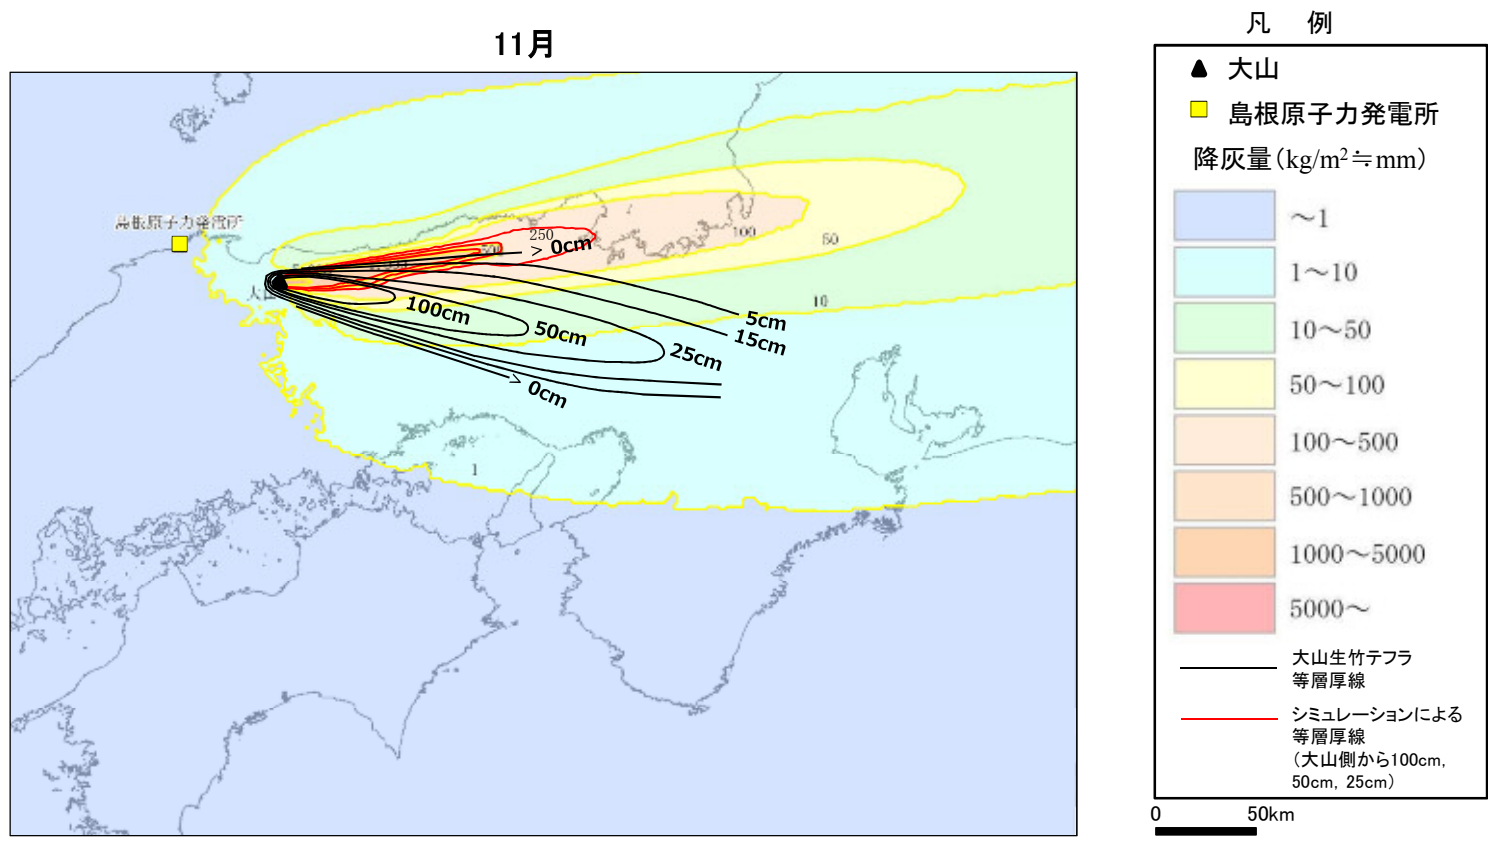 11月
島根原子力発電所
大山
250
500
100
50
10
1
> 0cm
5cm
15cm
100cm
50cm
25cm
> 0cm
凡 例
大山
島根原子力発電所
降灰量(kg/m²≒mm)
～1
1～10
10～50
50～100
100～500
500～1000
1000～5000
5000～
大山生竹テフラ
等層厚線
シミュレーションによる
等層厚線
（大山側から100cm,
50cm, 25cm）
0 50km